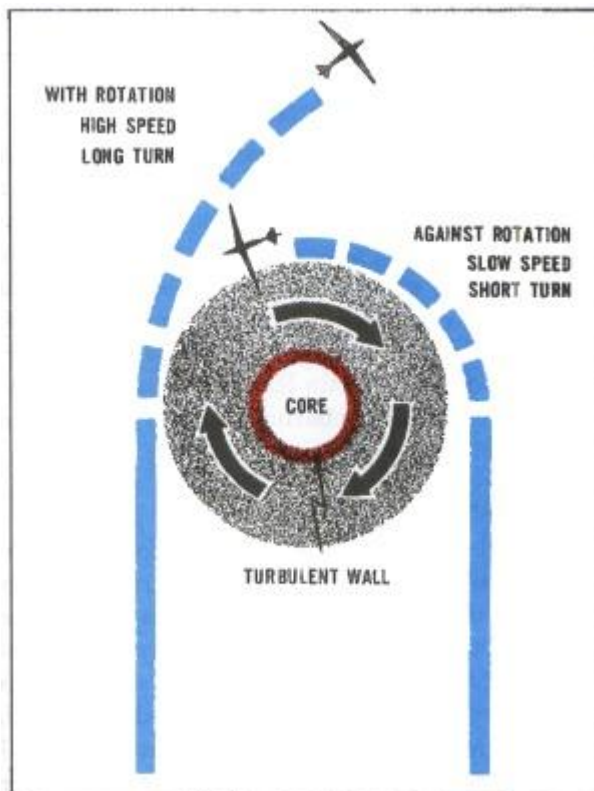 WITH ROTATION
HIGH SPEED
LONG TURN
AGAINST ROTATION
SLOW SPEED
SHORT TURN
CORE
TURBULENT WALL